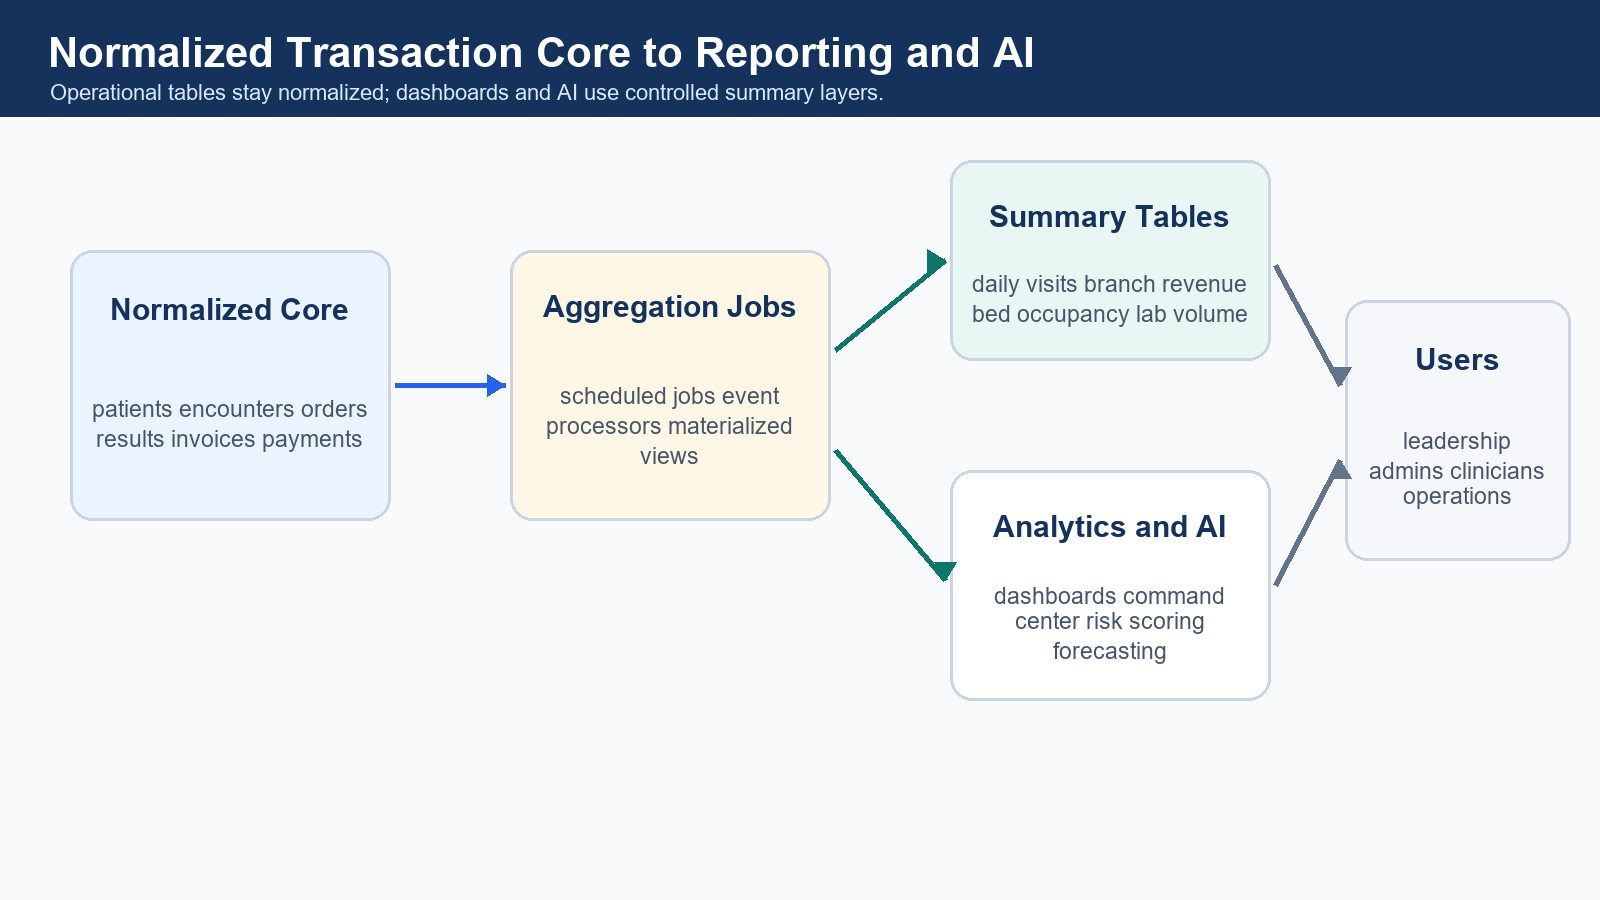 Normalized Transaction Core to Reporting and AI
Operational tables stay normalized; dashboards and AI use controlled summary layers.
Normalized Core
patients encounters orders
results invoices payments
Aggregation Jobs
scheduled jobs event
processors materialized
views
Summary Tables
daily visits branch revenue
bed occupancy lab volume
Analytics and AI
dashboards command
center risk scoring
forecasting
Users
leadership
admins clinicians
operations